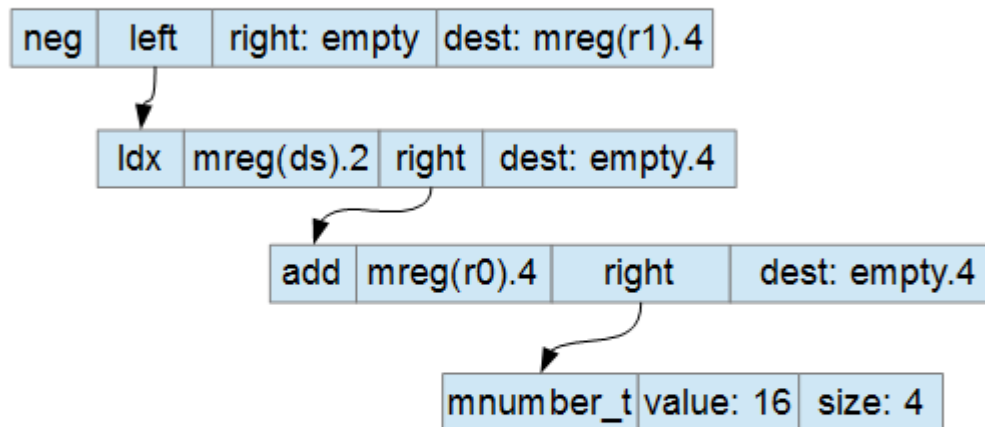 neg left right: empty dest: mreg(r1).4
ldx mreg(ds).2 right dest: empty.4
add mreg(r0).4 right dest: empty.4
mnumber_t value: 16 size: 4